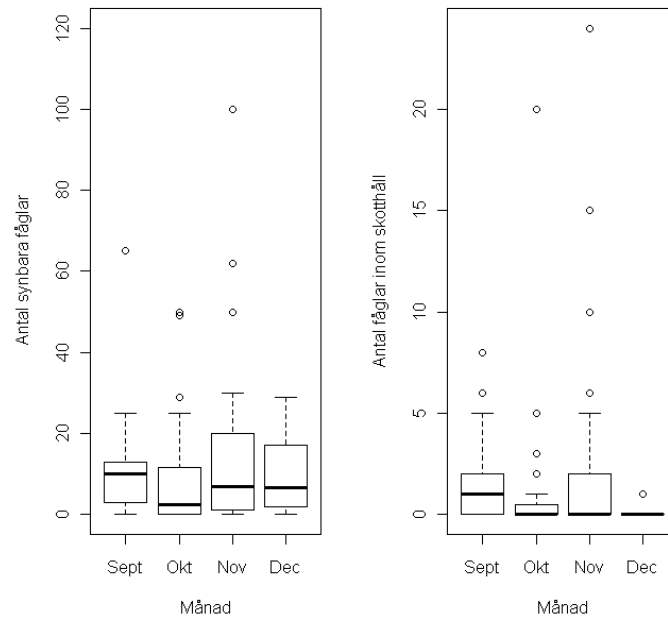 Antal synbara fåglar
120
100
80
60
40
20
0
Sept Okt Nov Dec
Månad
Antal fåglar inom skotthåll
20
15
10
5
0
Sept Okt Nov Dec
Månad